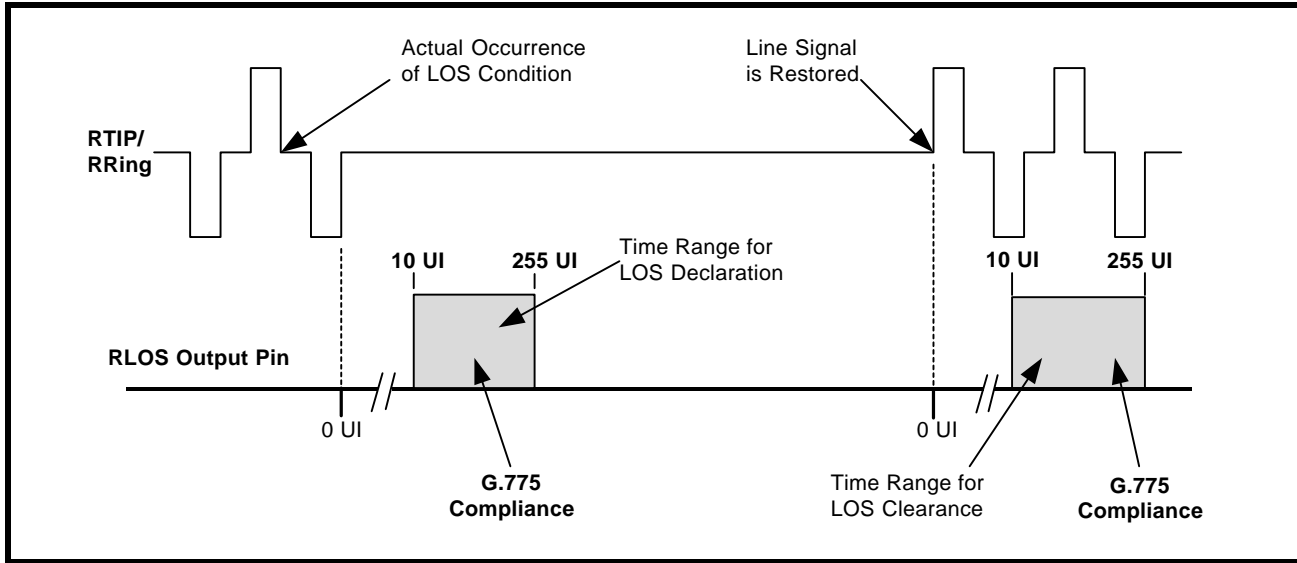 Actual Occurrence
of LOS Condition
Line Signal
is Restored
RTIP/
RRing
Time Range for
LOS Declaration
10 UI
255 UI
10 UI
255 UI
RLOS Output Pin
0 UI
0 UI
G.775
Compliance
Time Range for
LOS Clearance
G.775
Compliance